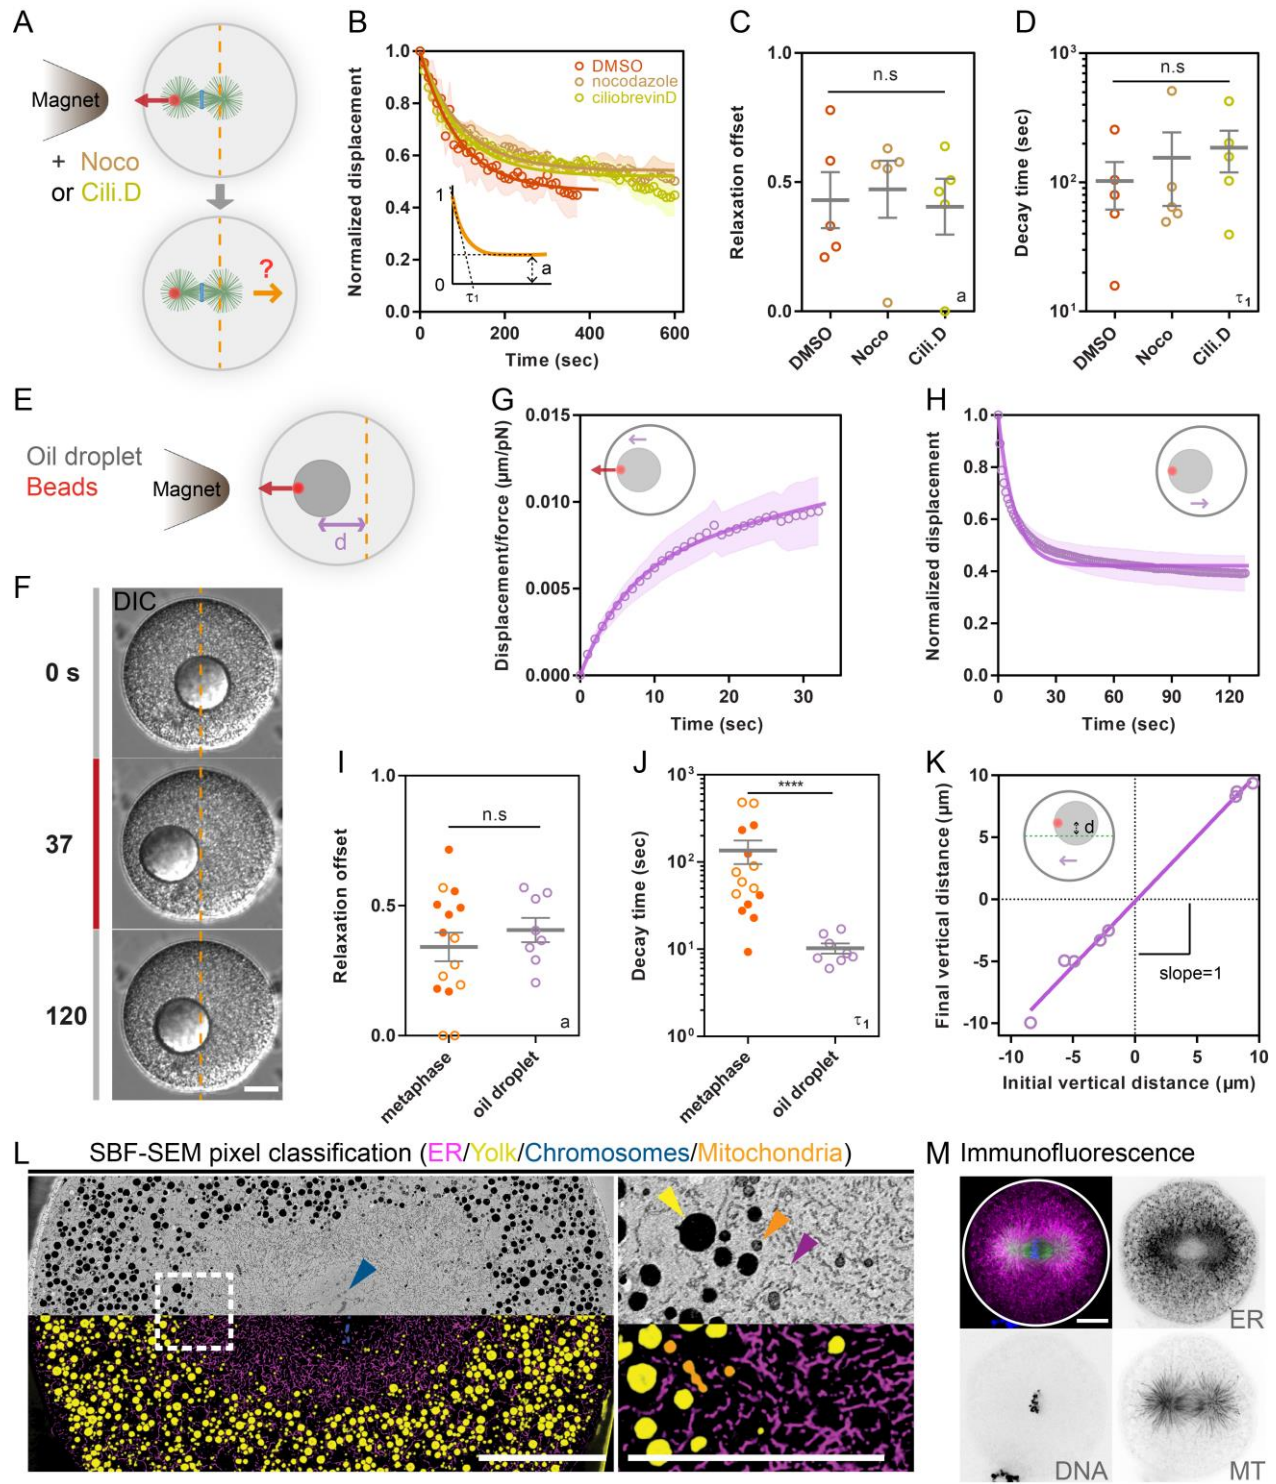 A
Magnet
+ Noco
or Cili.D
?
B
Normalized displacement
1.0
0.8
0.6
0.4
0.2
0.0
0
200
400
600
Time (sec)
DMSO
nocodazole
ciliobrevinD
1
0
a
τ1
C
Relaxation offset
1.0
0.5
0.0
n.s
a
DMSO
Noco
Cili.D
D
Decay time (sec)
10³
10²
10¹
n.s
τ1
DMSO
Noco
Cili.D
E
Oil droplet
Beads
Magnet
d
F
DIC
0 s
37
120
G
Displacement/force (µm/pN)
0.015
0.010
0.005
0.000
0
10
20
30
Time (sec)
H
Normalized displacement
1.0
0.8
0.6
0.4
0.2
0.0
0
30
60
90
120
Time (sec)
I
Relaxation offset
1.0
0.5
0.0
n.s
a
metaphase
oil droplet
J
Decay time (sec)
10³
10²
10¹
10⁰
****
τ1
metaphase
oil droplet
K
Final vertical distance (µm)
10
5
0
-5
-10
d
slope=1
-10
-5
0
5
10
Initial vertical distance (µm)
L
SBF-SEM pixel classification (ER/Yolk/Chromosomes/Mitochondria)
M
Immunofluorescence
ER
DNA
MT